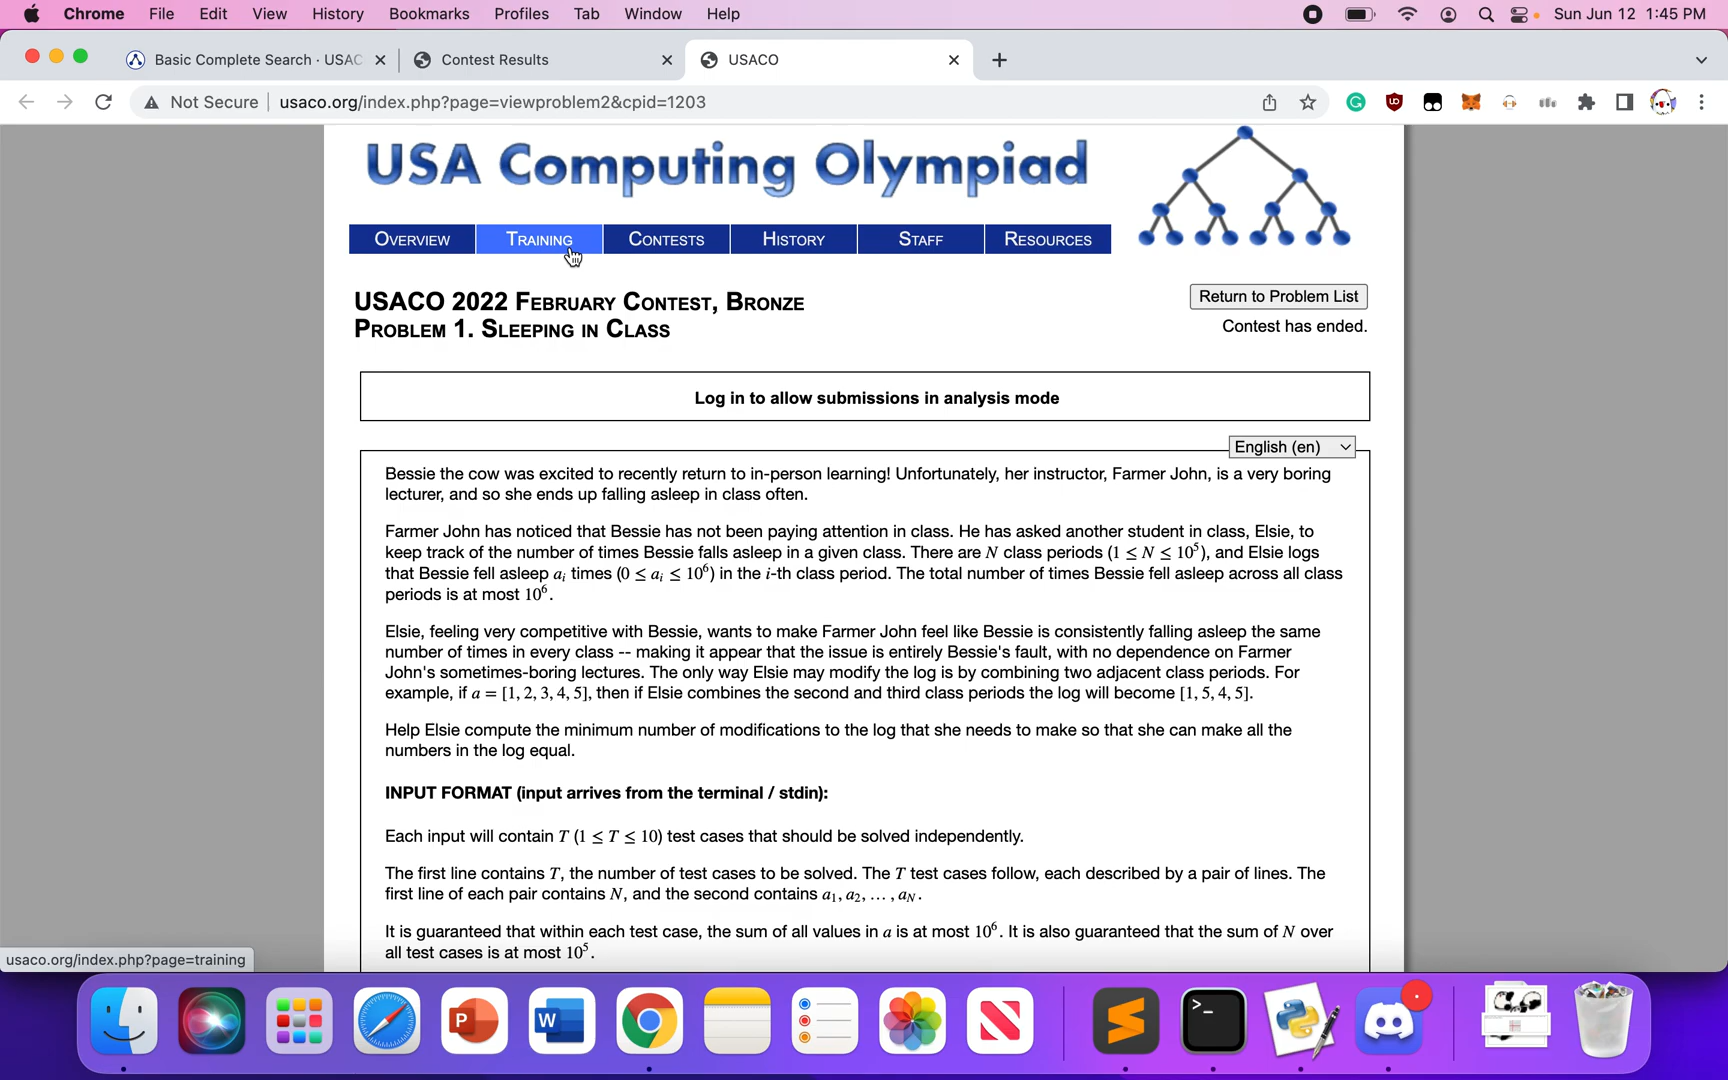 Chrome File Edit View History Bookmarks Profiles Tab Window Help Sun Jun 12 1:45 PM
Basic Complete Search · USAC Contest Results USACO
Not Secure usaco.org/index.php?page=viewproblem2&cpid=1203
USA Computing Olympiad
OVERVIEW TRAINING CONTESTS HISTORY STAFF RESOURCES
USACO 2022 FEBRUARY CONTEST, BRONZE
PROBLEM 1. SLEEPING IN CLASS
Return to Problem List
Contest has ended.
Log in to allow submissions in analysis mode
English (en)
Bessie the cow was excited to recently return to in-person learning! Unfortunately, her instructor, Farmer John, is a very boring
lecturer, and so she ends up falling asleep in class often.
Farmer John has noticed that Bessie has not been paying attention in class. He has asked another student in class, Elsie, to
keep track of the number of times Bessie falls asleep in a given class. There are N class periods (1 ≤ N ≤ 10⁵), and Elsie logs
that Bessie fell asleep aᵢ times (0 ≤ aᵢ ≤ 10⁶) in the i-th class period. The total number of times Bessie fell asleep across all class
periods is at most 10⁶.
Elsie, feeling very competitive with Bessie, wants to make Farmer John feel like Bessie is consistently falling asleep the same
number of times in every class -- making it appear that the issue is entirely Bessie's fault, with no dependence on Farmer
John's sometimes-boring lectures. The only way Elsie may modify the log is by combining two adjacent class periods. For
example, if a = [1, 2, 3, 4, 5], then if Elsie combines the second and third class periods the log will become [1, 5, 4, 5].
Help Elsie compute the minimum number of modifications to the log that she needs to make so that she can make all the
numbers in the log equal.
INPUT FORMAT (input arrives from the terminal / stdin):
Each input will contain T (1 ≤ T ≤ 10) test cases that should be solved independently.
The first line contains T, the number of test cases to be solved. The T test cases follow, each described by a pair of lines. The
first line of each pair contains N, and the second contains a₁, a₂, … , a_N.
It is guaranteed that within each test case, the sum of all values in a is at most 10⁶. It is also guaranteed that the sum of N over
all test cases is at most 10⁵.
usaco.org/index.php?page=training
P
W
>_